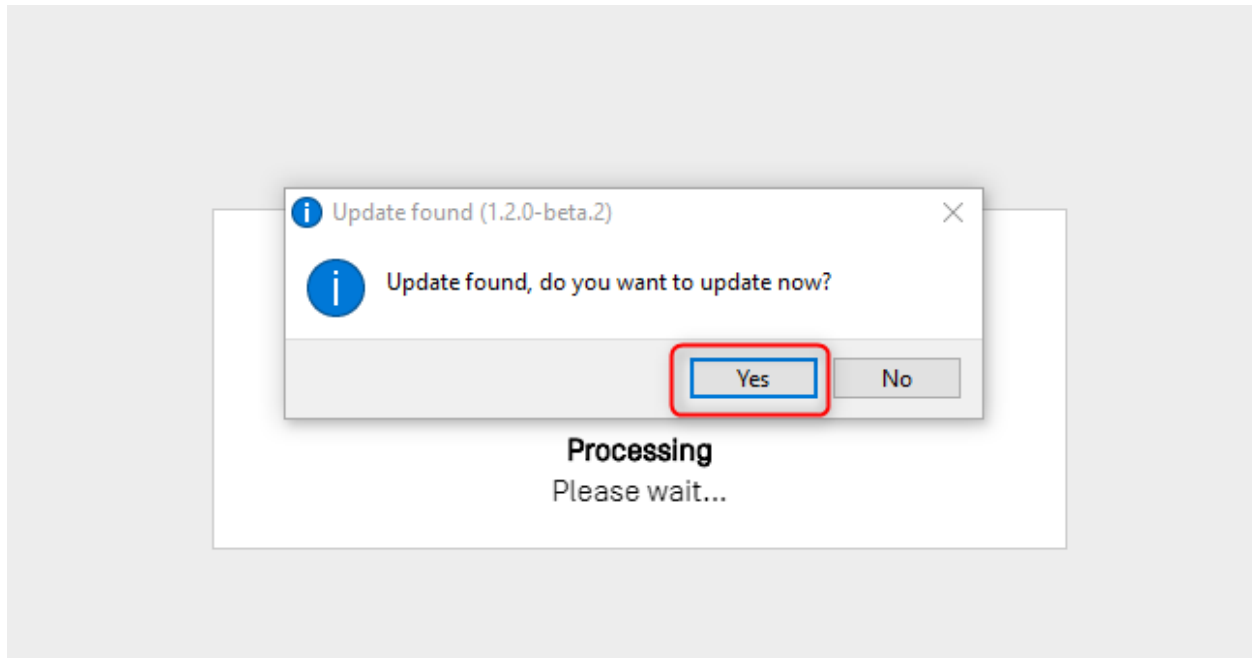 Update found (1.2.0-beta.2)
Update found, do you want to update now?
Yes No
Processing
Please wait...